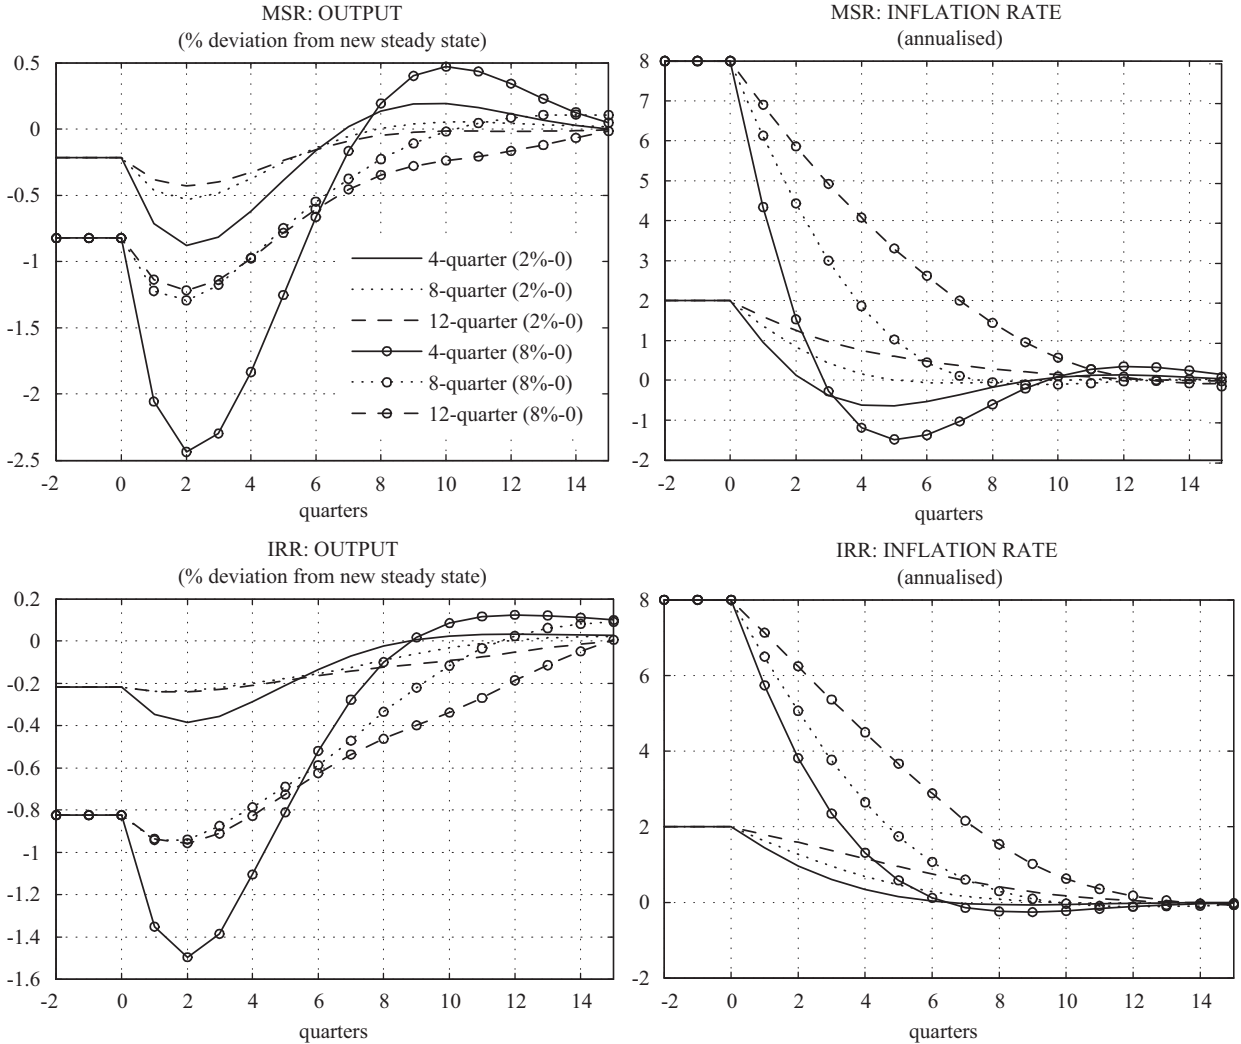 MSR: OUTPUT
(% deviation from new steady state)
0.5
0
-0.5
-1
-1.5
-2
-2.5
-2 0 2 4 6 8 10 12 14
quarters
4-quarter (2%-0)
8-quarter (2%-0)
12-quarter (2%-0)
4-quarter (8%-0)
8-quarter (8%-0)
12-quarter (8%-0)
MSR: INFLATION RATE
(annualised)
8
7
6
5
4
3
2
1
0
-1
-2
-2 0 2 4 6 8 10 12 14
quarters
IRR: OUTPUT
(% deviation from new steady state)
0.2
0
-0.2
-0.4
-0.6
-0.8
-1
-1.2
-1.4
-1.6
-2 0 2 4 6 8 10 12 14
quarters
IRR: INFLATION RATE
(annualised)
8
6
4
2
0
-2
-2 0 2 4 6 8 10 12 14
quarters